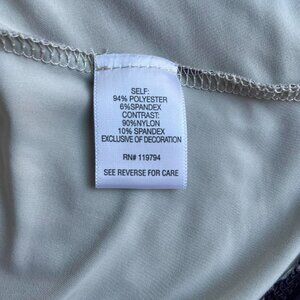 SELF:
94% POLYESTER
6%SPANDEX
CONTRAST:
90%NYLON
10% SPANDEX
EXCLUSIVE OF DECORATION
RN# 119794
SEE REVERSE FOR CARE